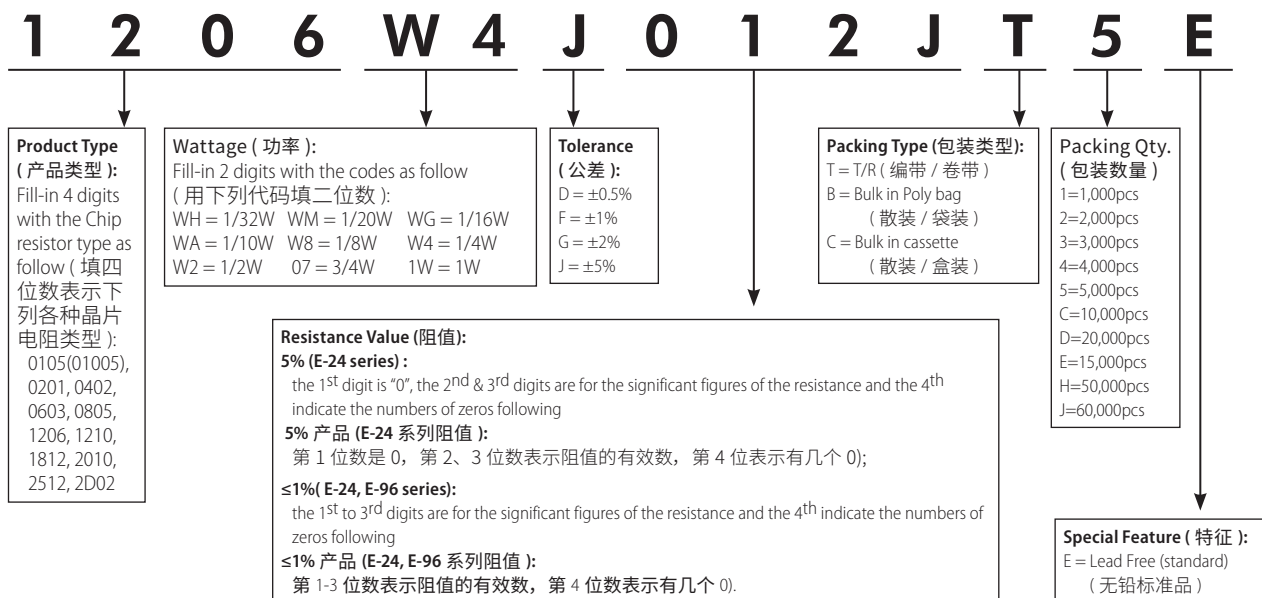 1 2 0 6 W 4 J 0 1 2 J T 5 E
Product Type
( 产品类型 ):
Fill-in 4 digits
with the Chip
resistor type as
follow ( 填四
位数表示下
列各种晶片
电阻类型 ):
0105(01005),
0201, 0402,
0603, 0805,
1206, 1210,
1812, 2010,
2512, 2D02
Wattage ( 功率 ):
Fill-in 2 digits with the codes as follow
( 用下列代码填二位数 ):
WH = 1/32W WM = 1/20W WG = 1/16W
WA = 1/10W W8 = 1/8W W4 = 1/4W
W2 = 1/2W 07 = 3/4W 1W = 1W
Tolerance
( 公差 ):
D = ±0.5%
F = ±1%
G = ±2%
J = ±5%
Resistance Value (阻值):
5% (E-24 series) :
the 1st digit is “0”, the 2nd & 3rd digits are for the significant figures of the resistance and the 4th
indicate the numbers of zeros following
5% 产品 (E-24 系列阻值 ):
第 1 位数是 0，第 2、3 位数表示阻值的有效数，第 4 位表示有几个 0);
≤1%( E-24, E-96 series):
the 1st to 3rd digits are for the significant figures of the resistance and the 4th indicate the numbers of
zeros following
≤1% 产品 (E-24, E-96 系列阻值 ):
第 1-3 位数表示阻值的有效数，第 4 位数表示有几个 0).
Packing Type (包装类型):
T = T/R ( 编带 / 卷带 )
B = Bulk in Poly bag
( 散装 / 袋装 )
C = Bulk in cassette
( 散装 / 盒装 )
Packing Qty.
( 包装数量 )
1=1,000pcs
2=2,000pcs
3=3,000pcs
4=4,000pcs
5=5,000pcs
C=10,000pcs
D=20,000pcs
E=15,000pcs
H=50,000pcs
J=60,000pcs
Special Feature ( 特征 ):
E = Lead Free (standard)
( 无铅标准品 )